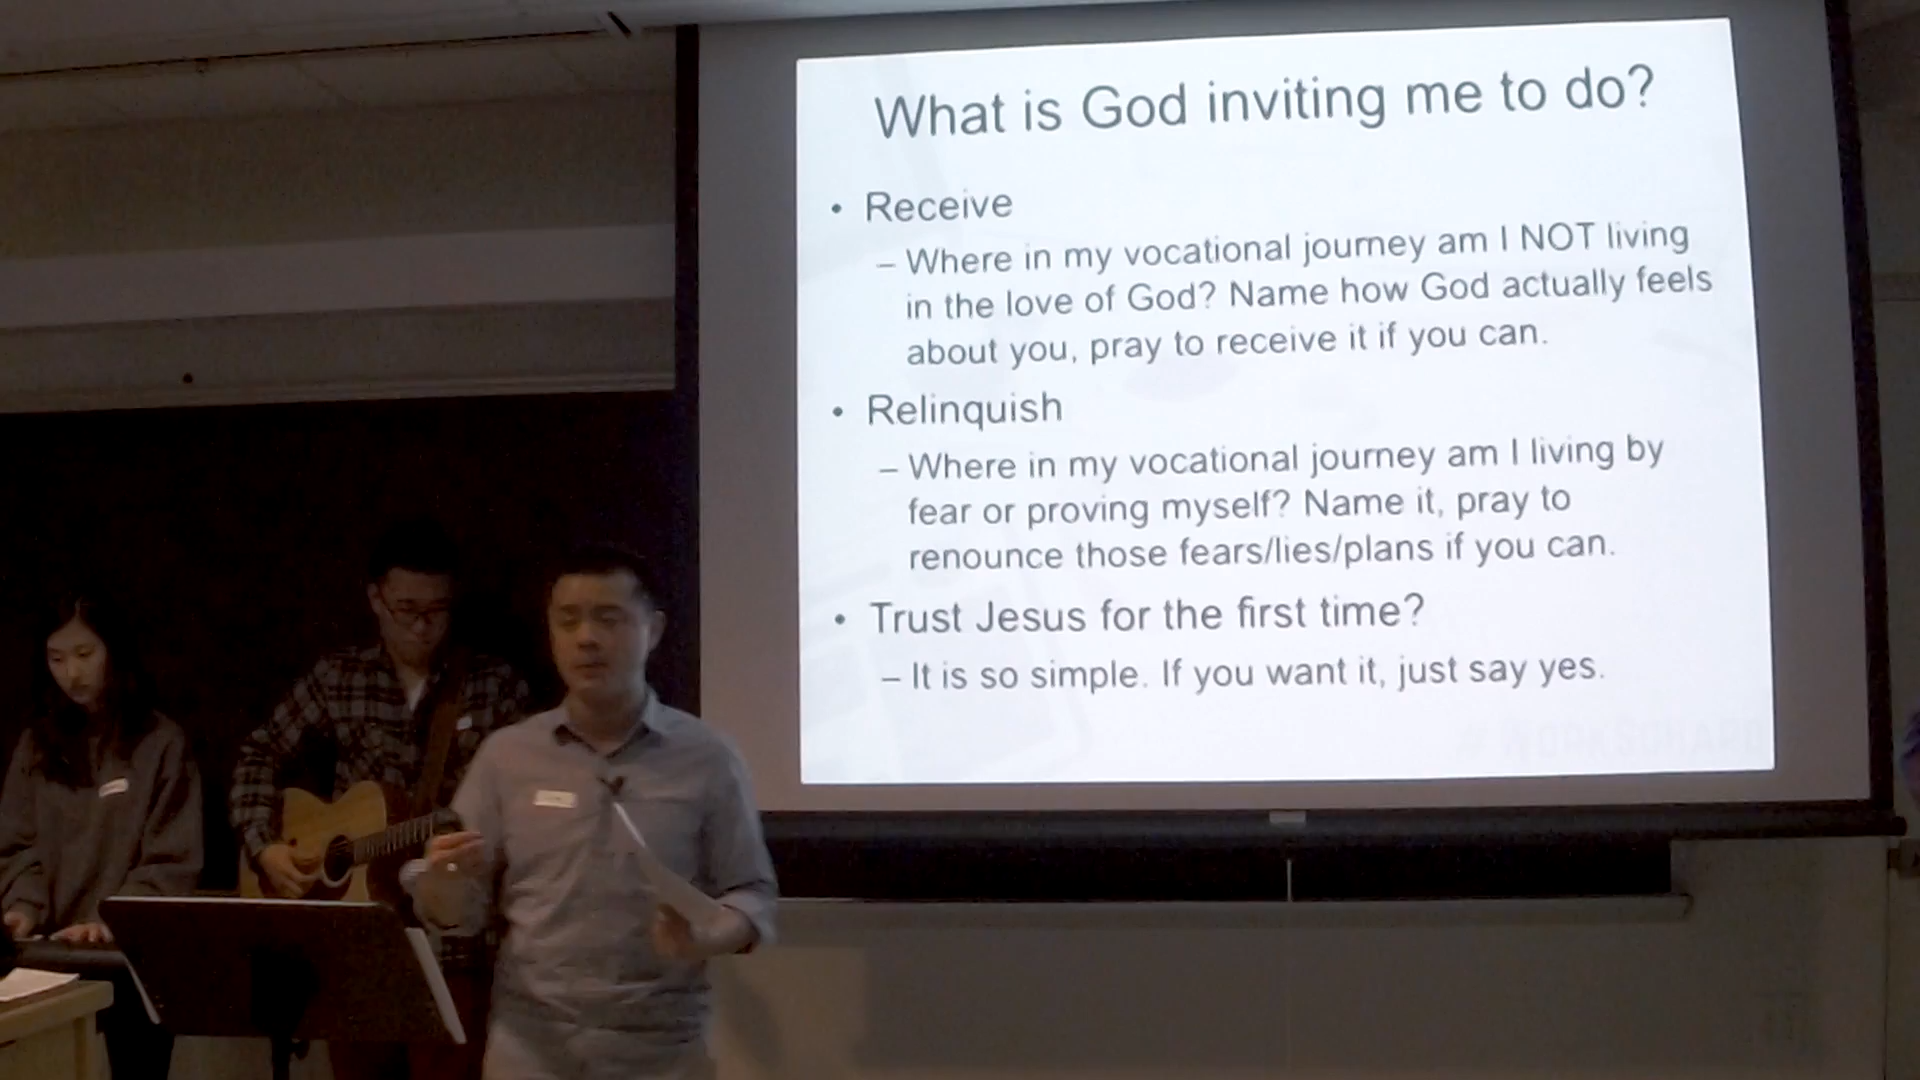 What is God inviting me to do?
• Receive
– Where in my vocational journey am I NOT living
in the love of God? Name how God actually feels
about you, pray to receive it if you can.
• Relinquish
– Where in my vocational journey am I living by
fear or proving myself? Name it, pray to
renounce those fears/lies/plans if you can.
• Trust Jesus for the first time?
– It is so simple. If you want it, just say yes.